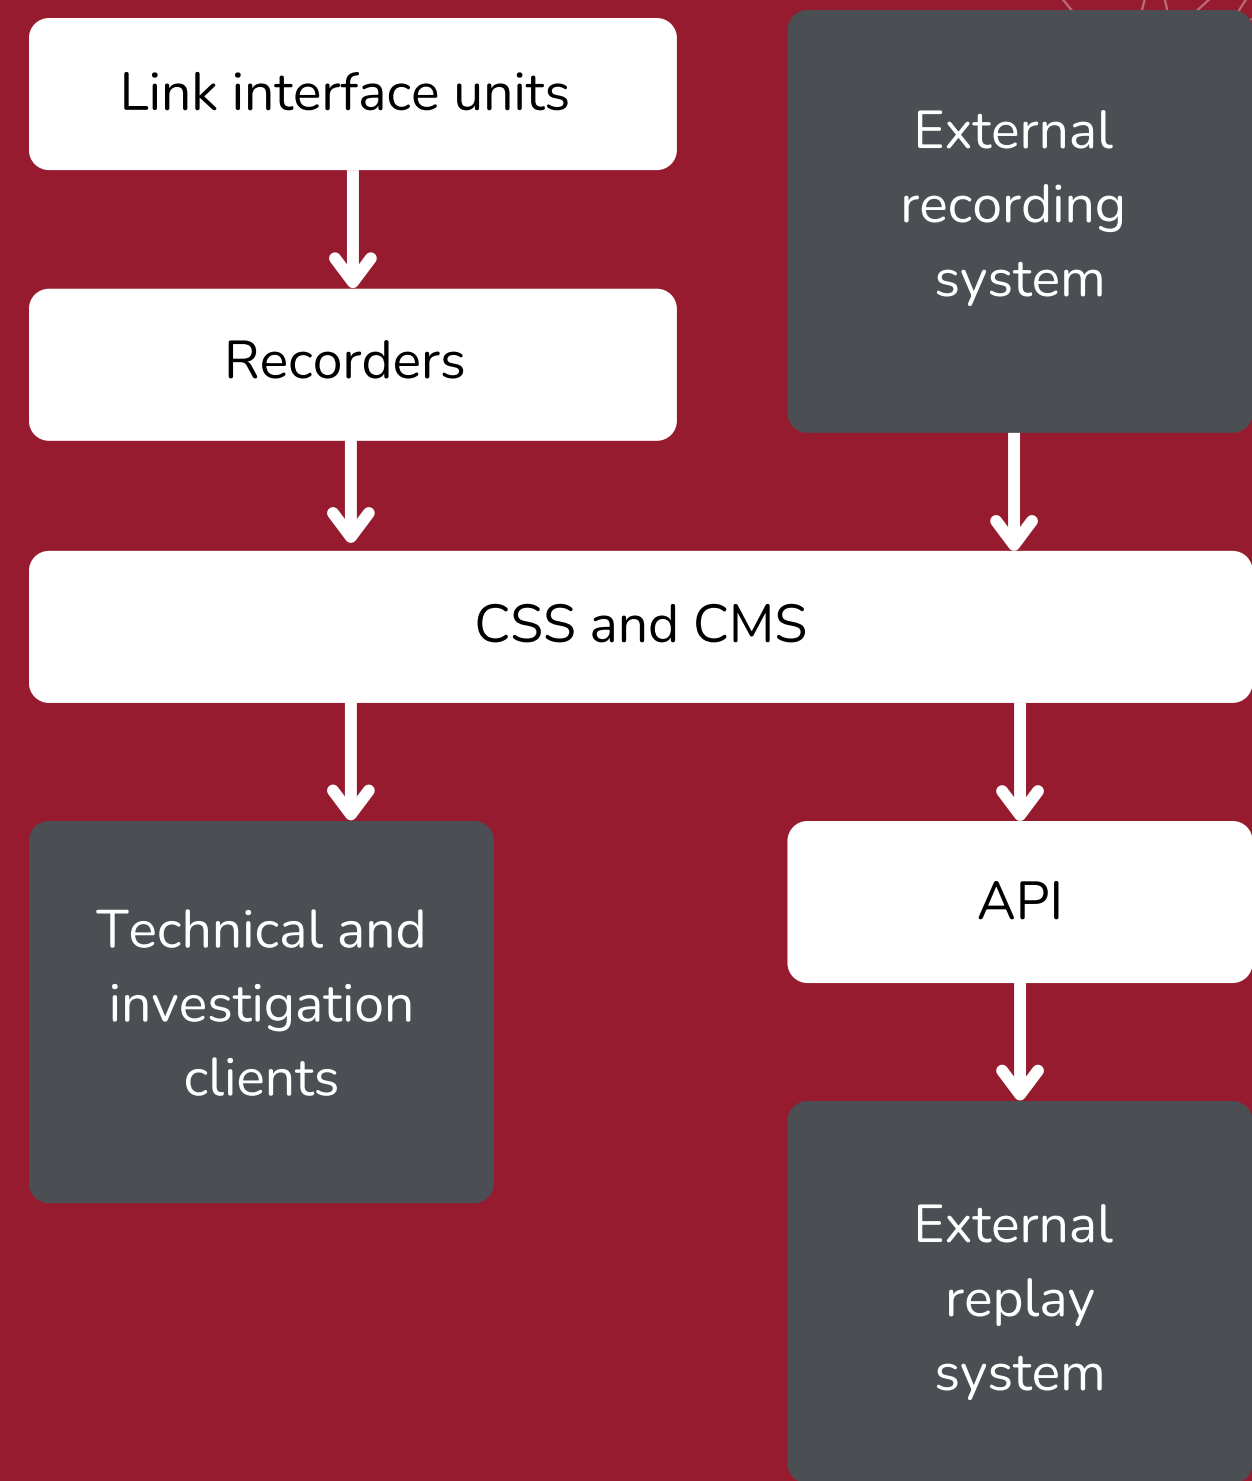 Link interface units
External
recording
system
Recorders
CSS and CMS
Technical and
investigation
clients
API
External
replay
system